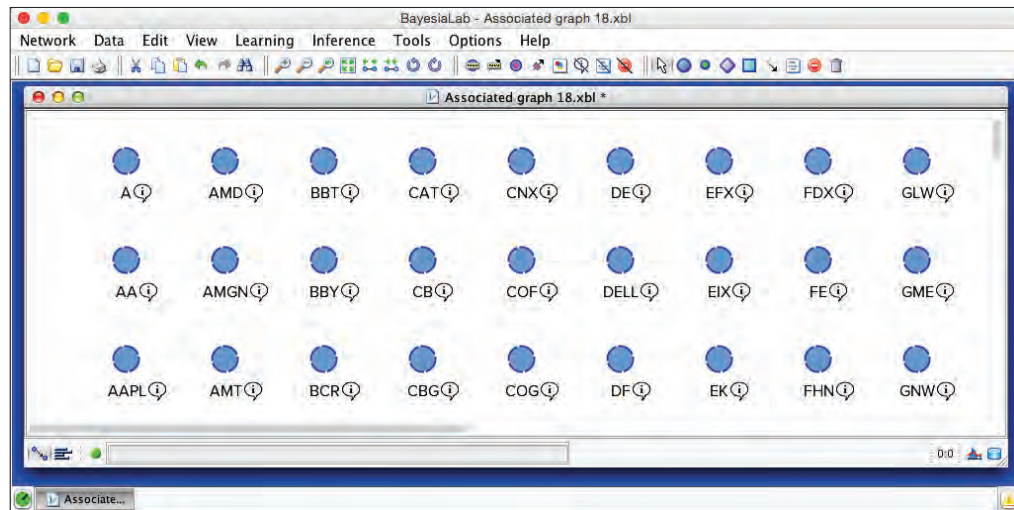 BayesiaLab - Associated graph 18.xbl
Network Data Edit View Learning Inference Tools Options Help
Associated graph 18.xbl *
A AMD BBT CAT CNX DE EFX FDX GLW
AA AMGN BBY CB COF DELL EIX FE GME
AAPL AMT BCR CBG COG DF EK FHN GNW
0:0
Associate...